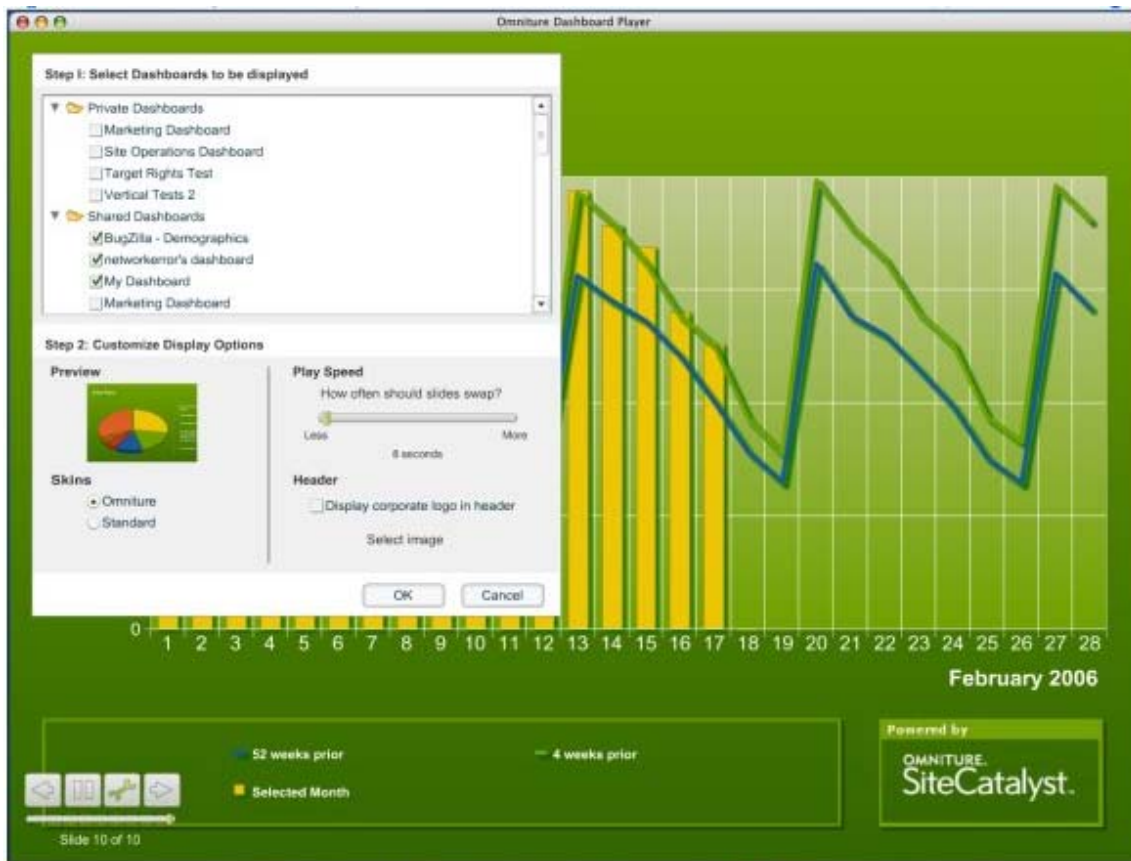 Omniture Dashboard Player
Step I: Select Dashboards to be displayed
Private Dashboards
Marketing Dashboard
Site Operations Dashboard
Target Rights Test
Vertical Tests 2
Shared Dashboards
BugZilla - Demographics
networkerror's dashboard
My Dashboard
Marketing Dashboard
Step 2: Customize Display Options
Preview
Play Speed
How often should slides swap?
Less More
6 seconds
Skins
Header
Omniture
Display corporate logo in header
Standard
Select image
OK Cancel
0
1 2 3 4 5 6 7 8 9 10 11 12 13 14 15 16 17 18 19 20 21 22 23 24 25 26 27 28
February 2006
52 weeks prior
4 weeks prior
Selected Month
Powered by
OMNITURE.
SiteCatalyst
Slide 10 of 10